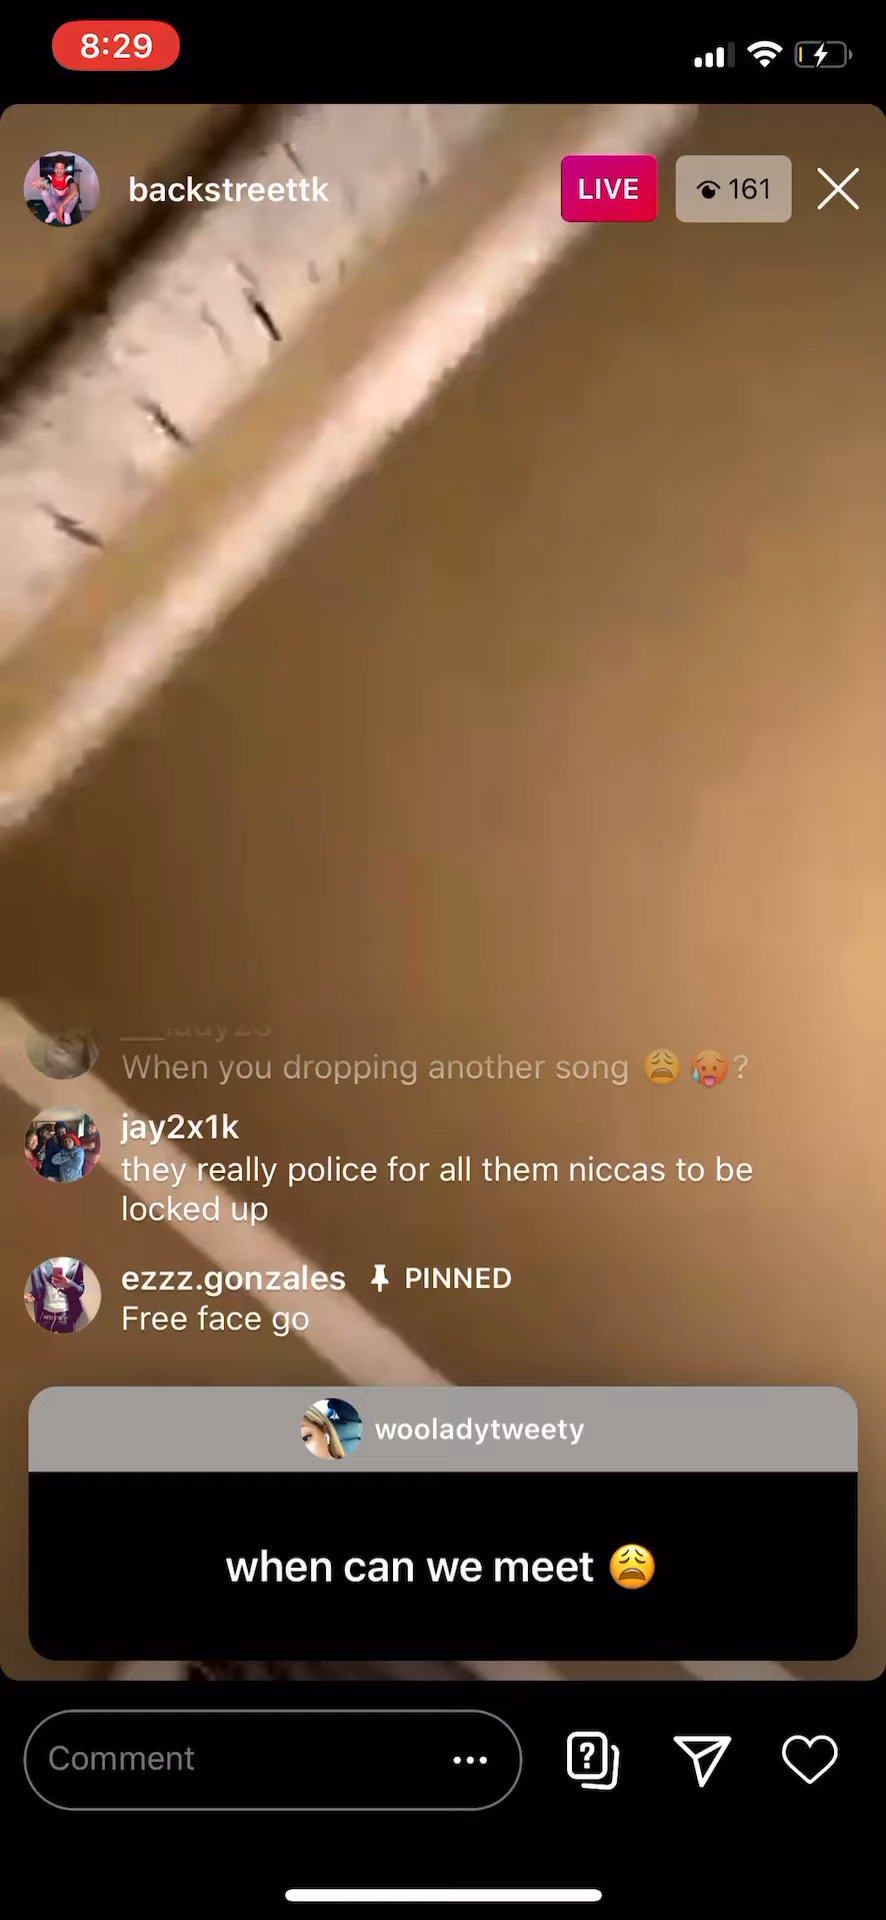 8:29
backstreettk
LIVE
161
When you dropping another song 😩 🥵?
jay2x1k
they really police for all them niccas to be
locked up
ezzz.gonzales PINNED
Free face go
wooladytweety
when can we meet 😩
Comment
?